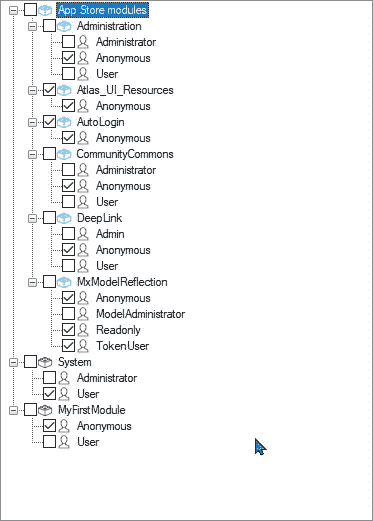 App Store modules
Administration
Administrator
Anonymous
User
Atlas_UI_Resources
Anonymous
AutoLogin
Anonymous
CommunityCommons
Administrator
Anonymous
User
DeepLink
Admin
Anonymous
User
MxModelReflection
Anonymous
ModelAdministrator
Readonly
TokenUser
System
Administrator
User
MyFirstModule
Anonymous
User